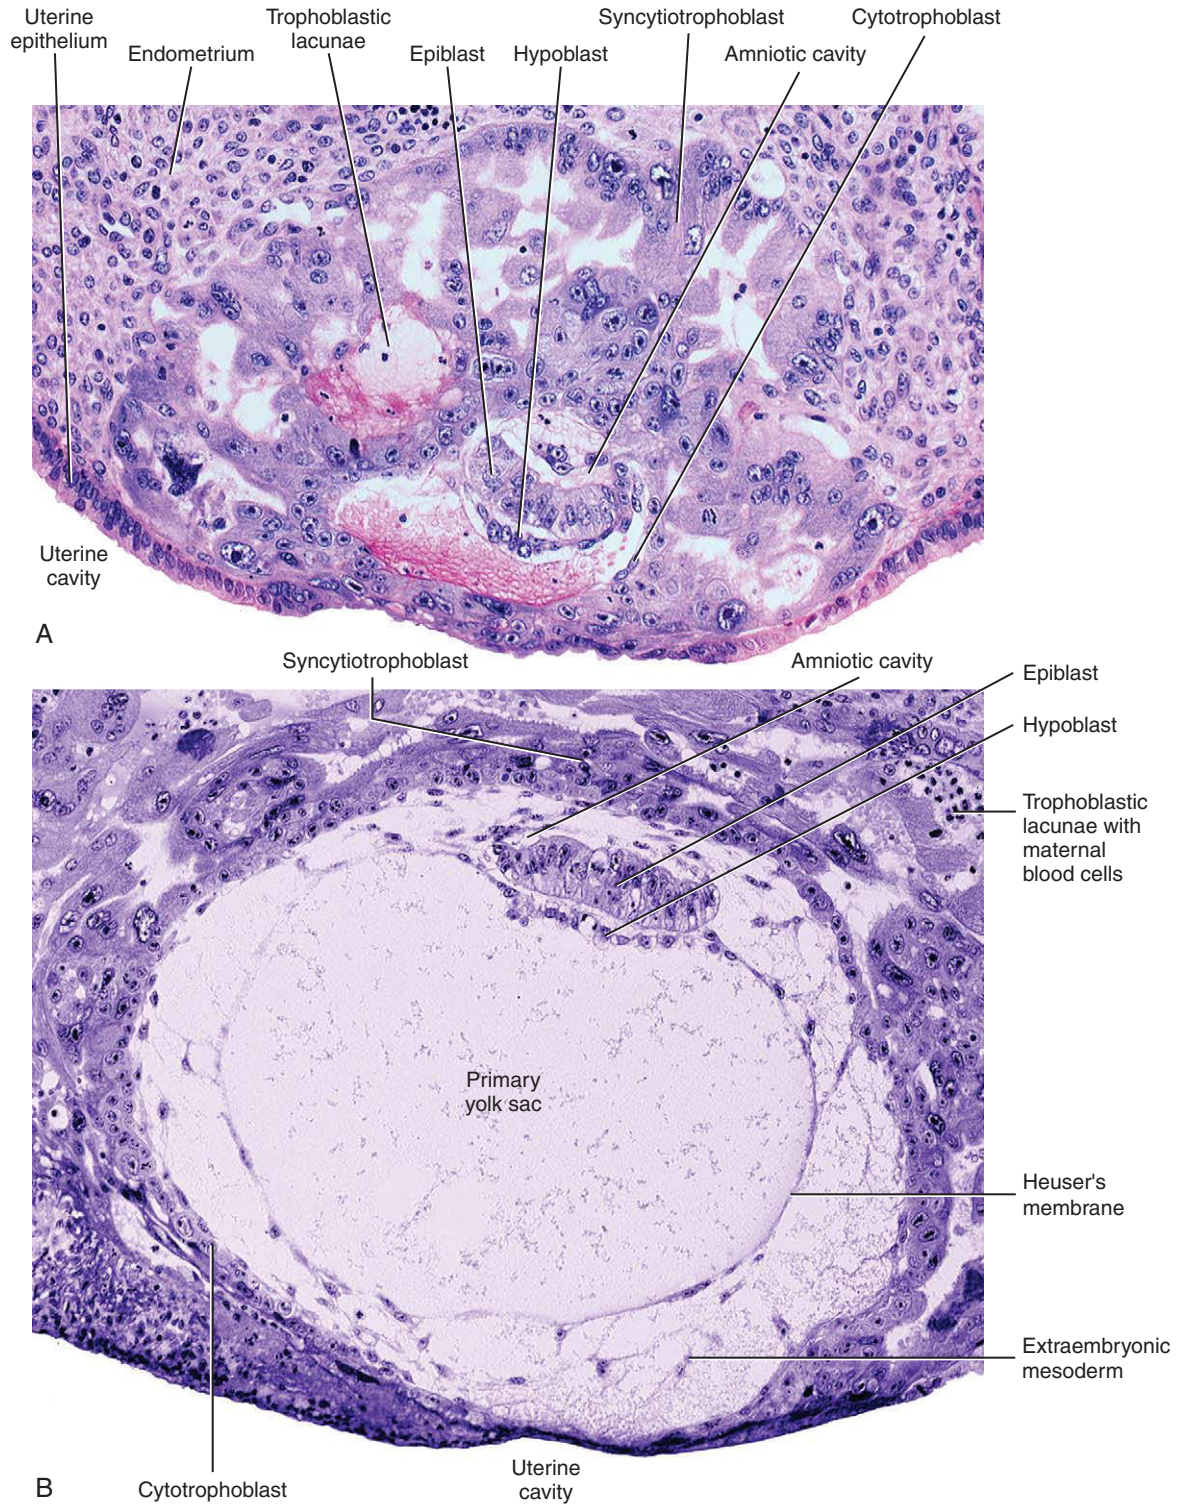 Uterine
epithelium
Endometrium
Trophoblastic
lacunae
Epiblast
Hypoblast
Syncytiotrophoblast
Amniotic cavity
Cytotrophoblast
Uterine
cavity
A
Syncytiotrophoblast
Amniotic cavity
Epiblast
Hypoblast
Trophoblastic
lacunae with
maternal
blood cells
Primary
yolk sac
Heuser's
membrane
Extraembryonic
mesoderm
B
Cytotrophoblast
Uterine
cavity